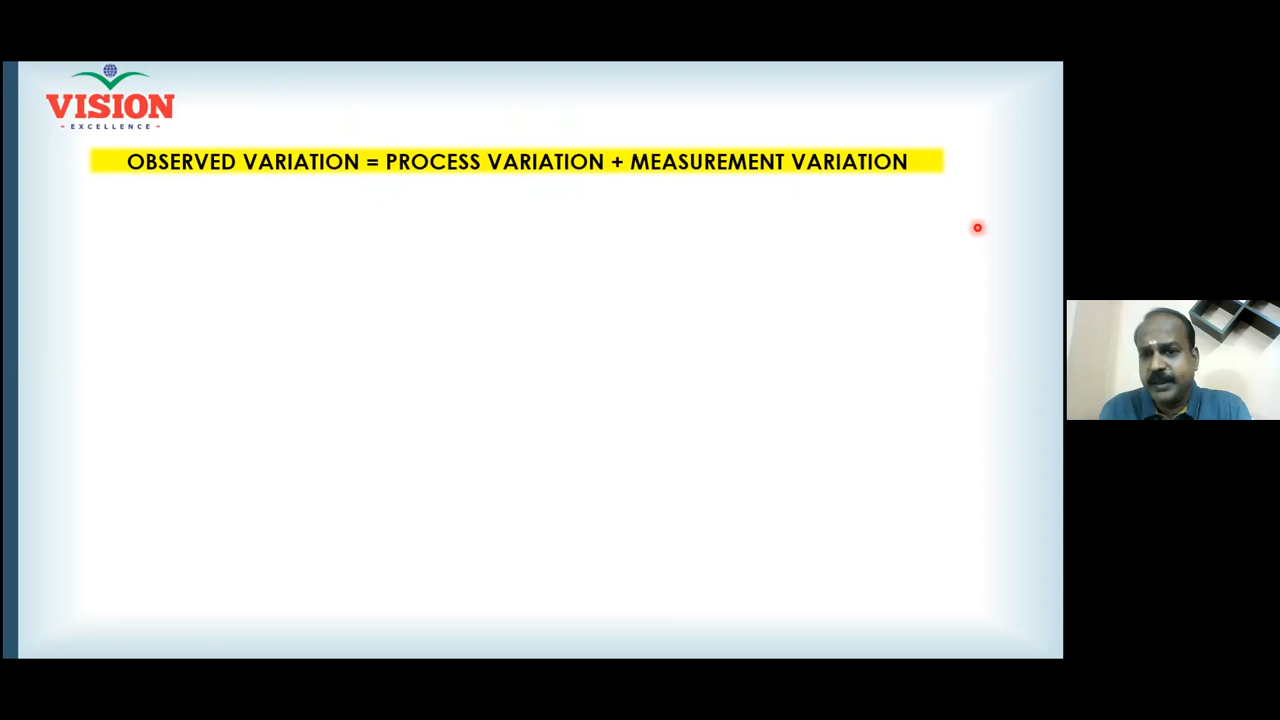 VISION
- EXCELLENCE -
OBSERVED VARIATION = PROCESS VARIATION + MEASUREMENT VARIATION